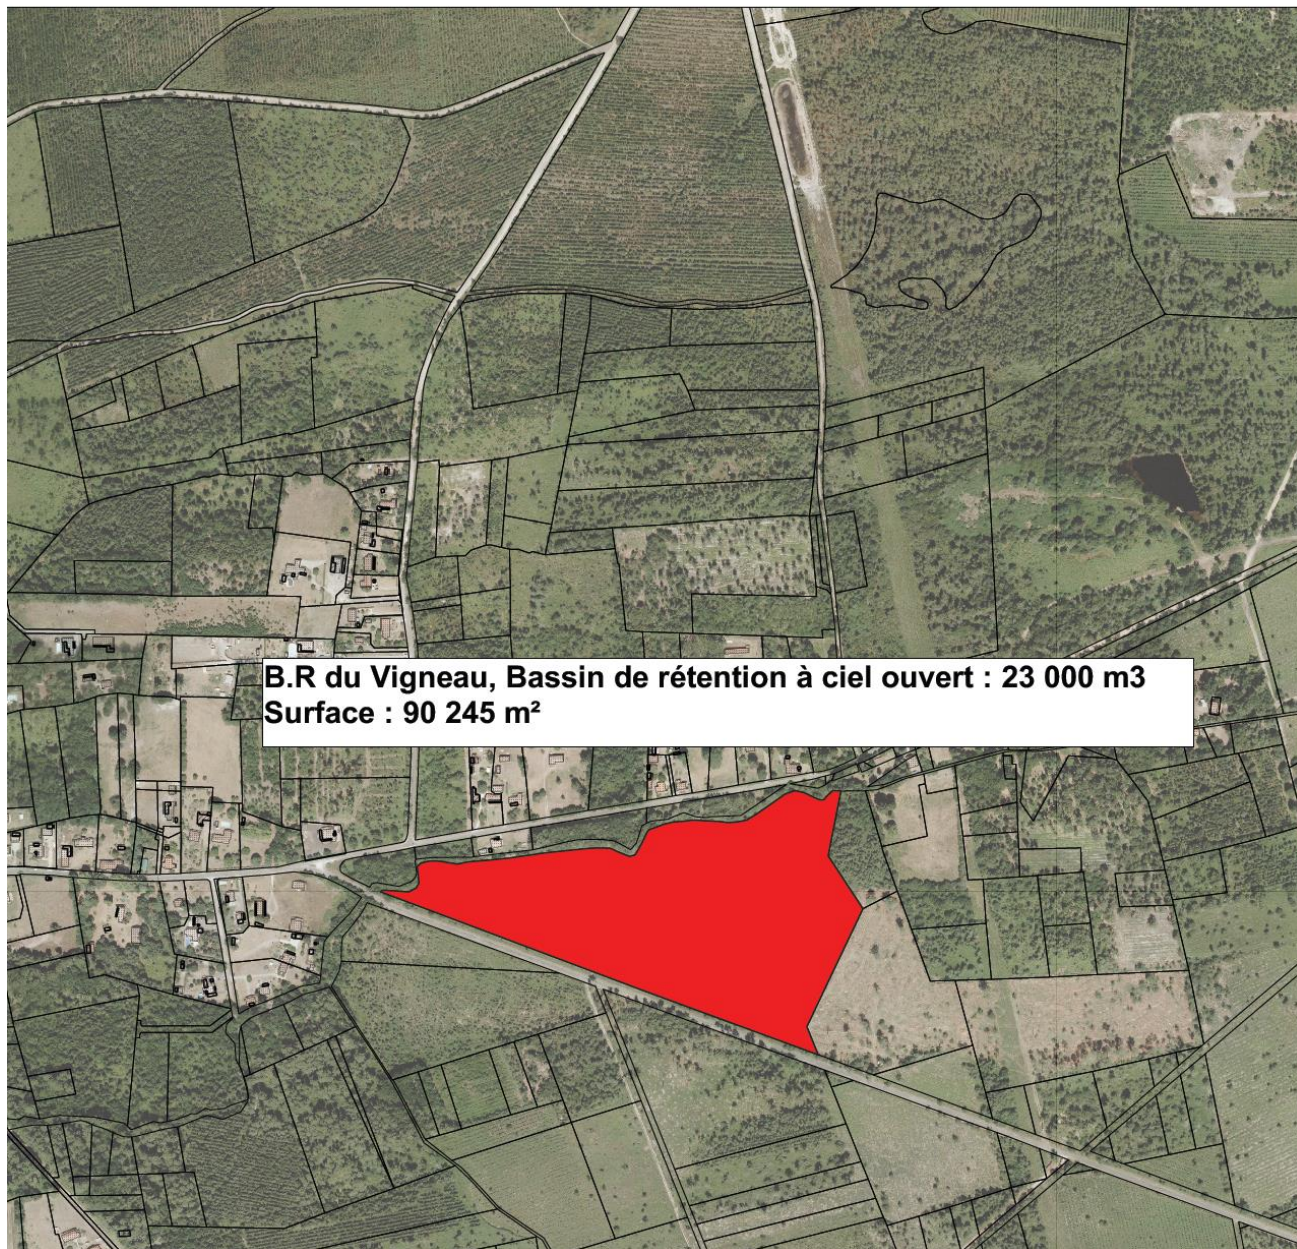 B.R du Vigneau, Bassin de rétention à ciel ouvert : 23 000 m3
Surface : 90 245 m²